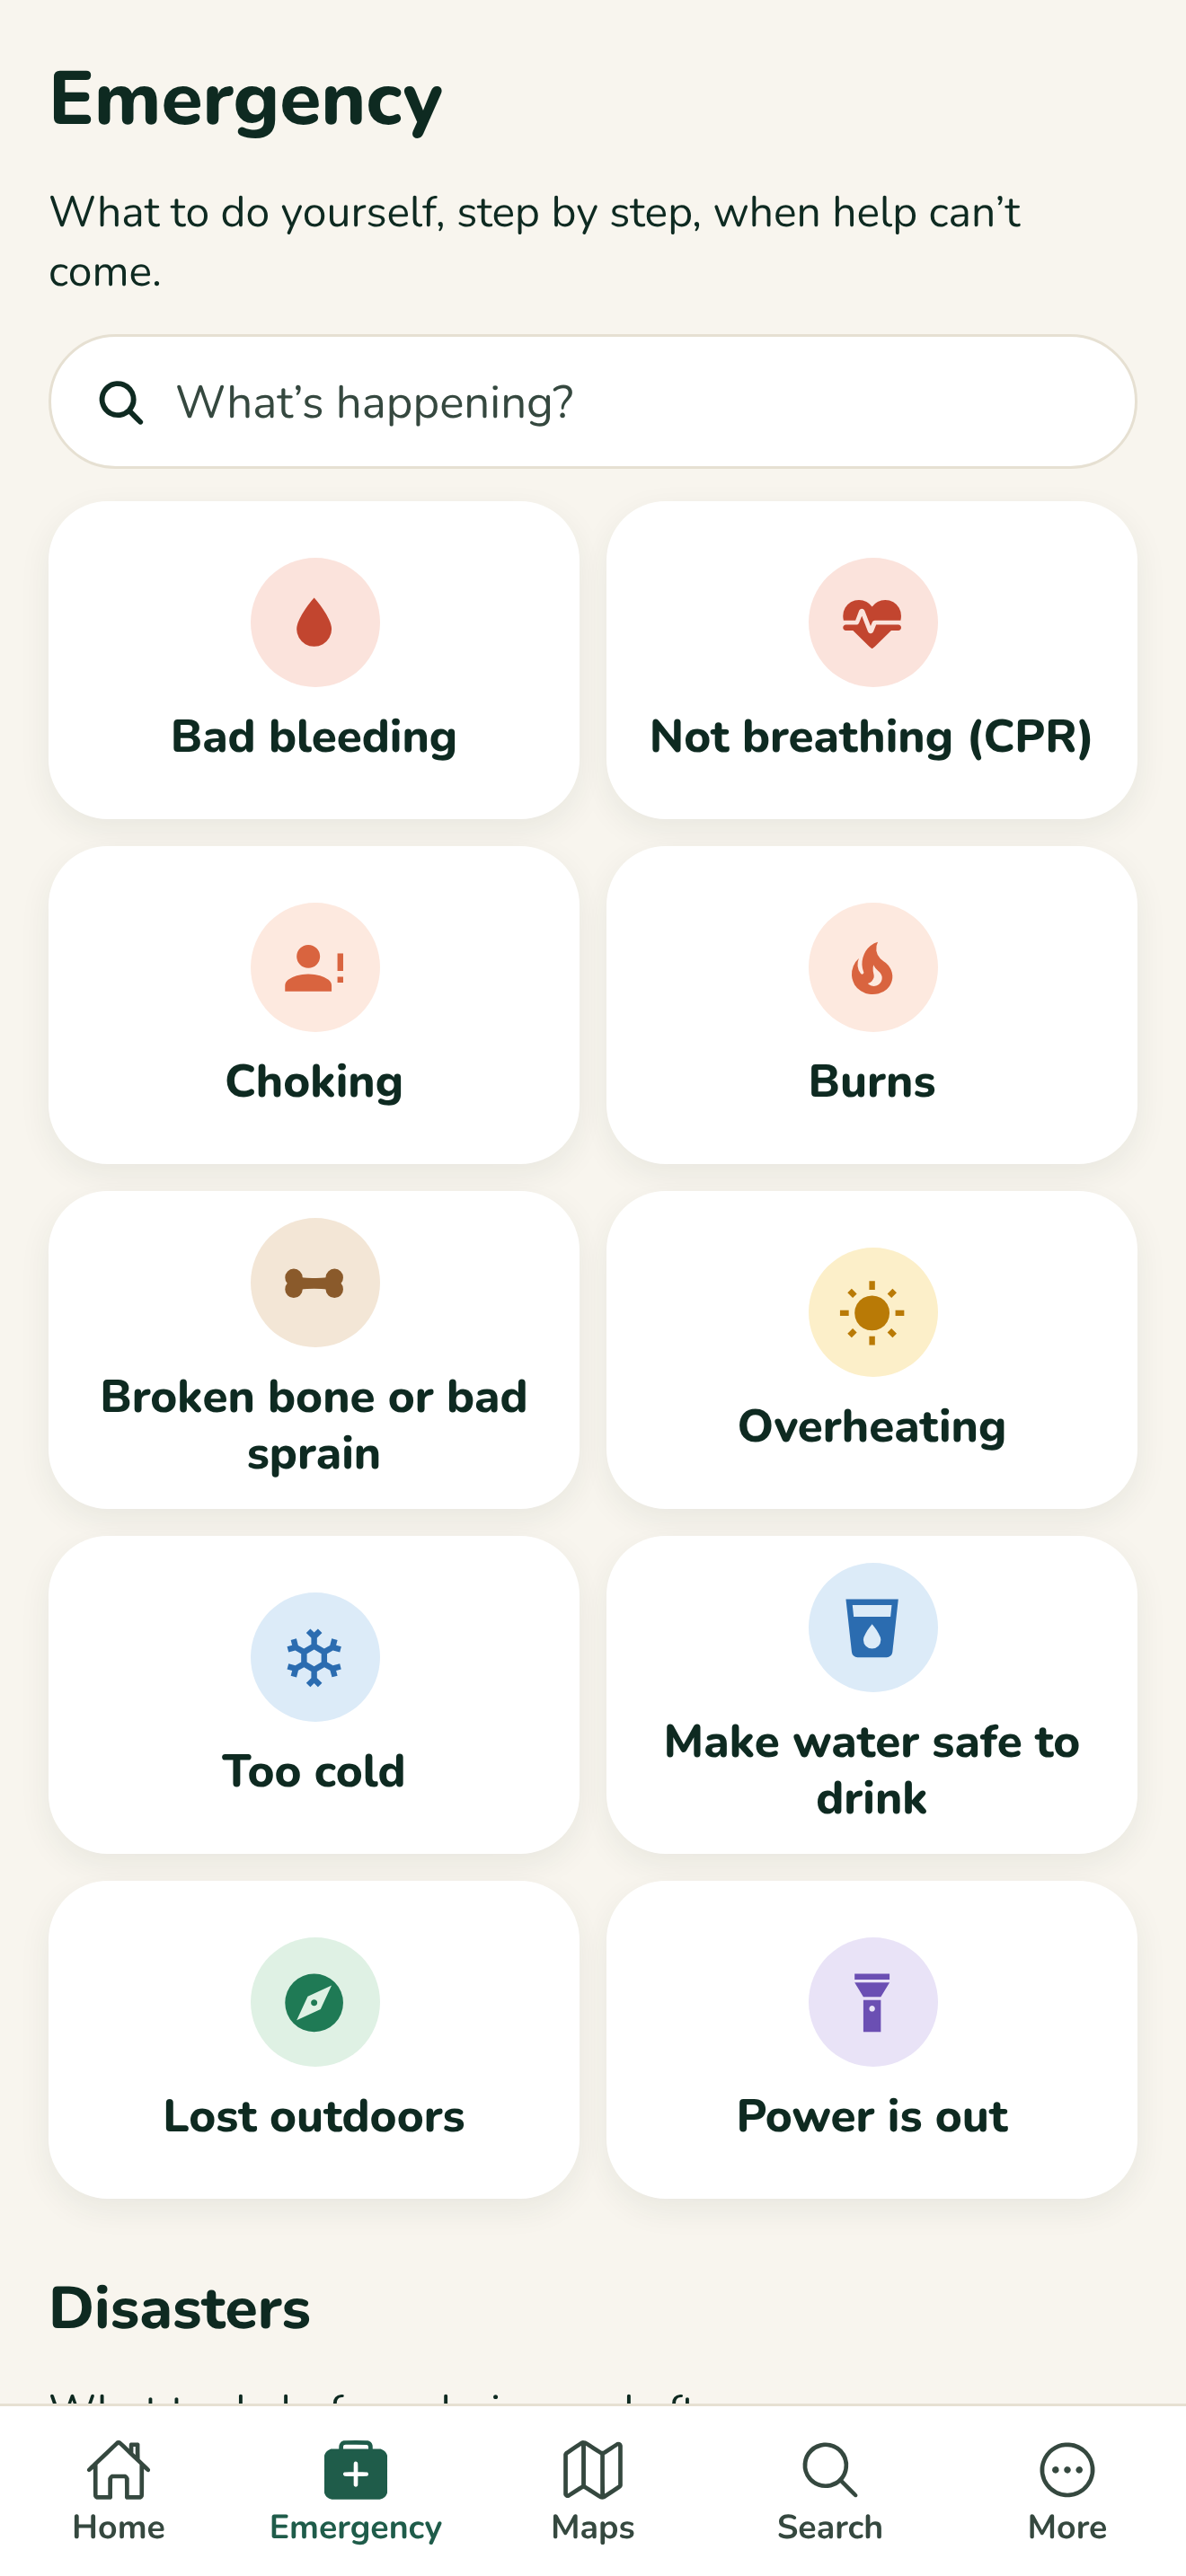 Emergency
What to do yourself, step by step, when help can’t
come.
What’s happening?
Bad bleeding
Not breathing (CPR)
Choking
Burns
Broken bone or bad
sprain
Overheating
Too cold
Make water safe to
drink
Lost outdoors
Power is out
Disasters
Home
Emergency
Maps
Search
More